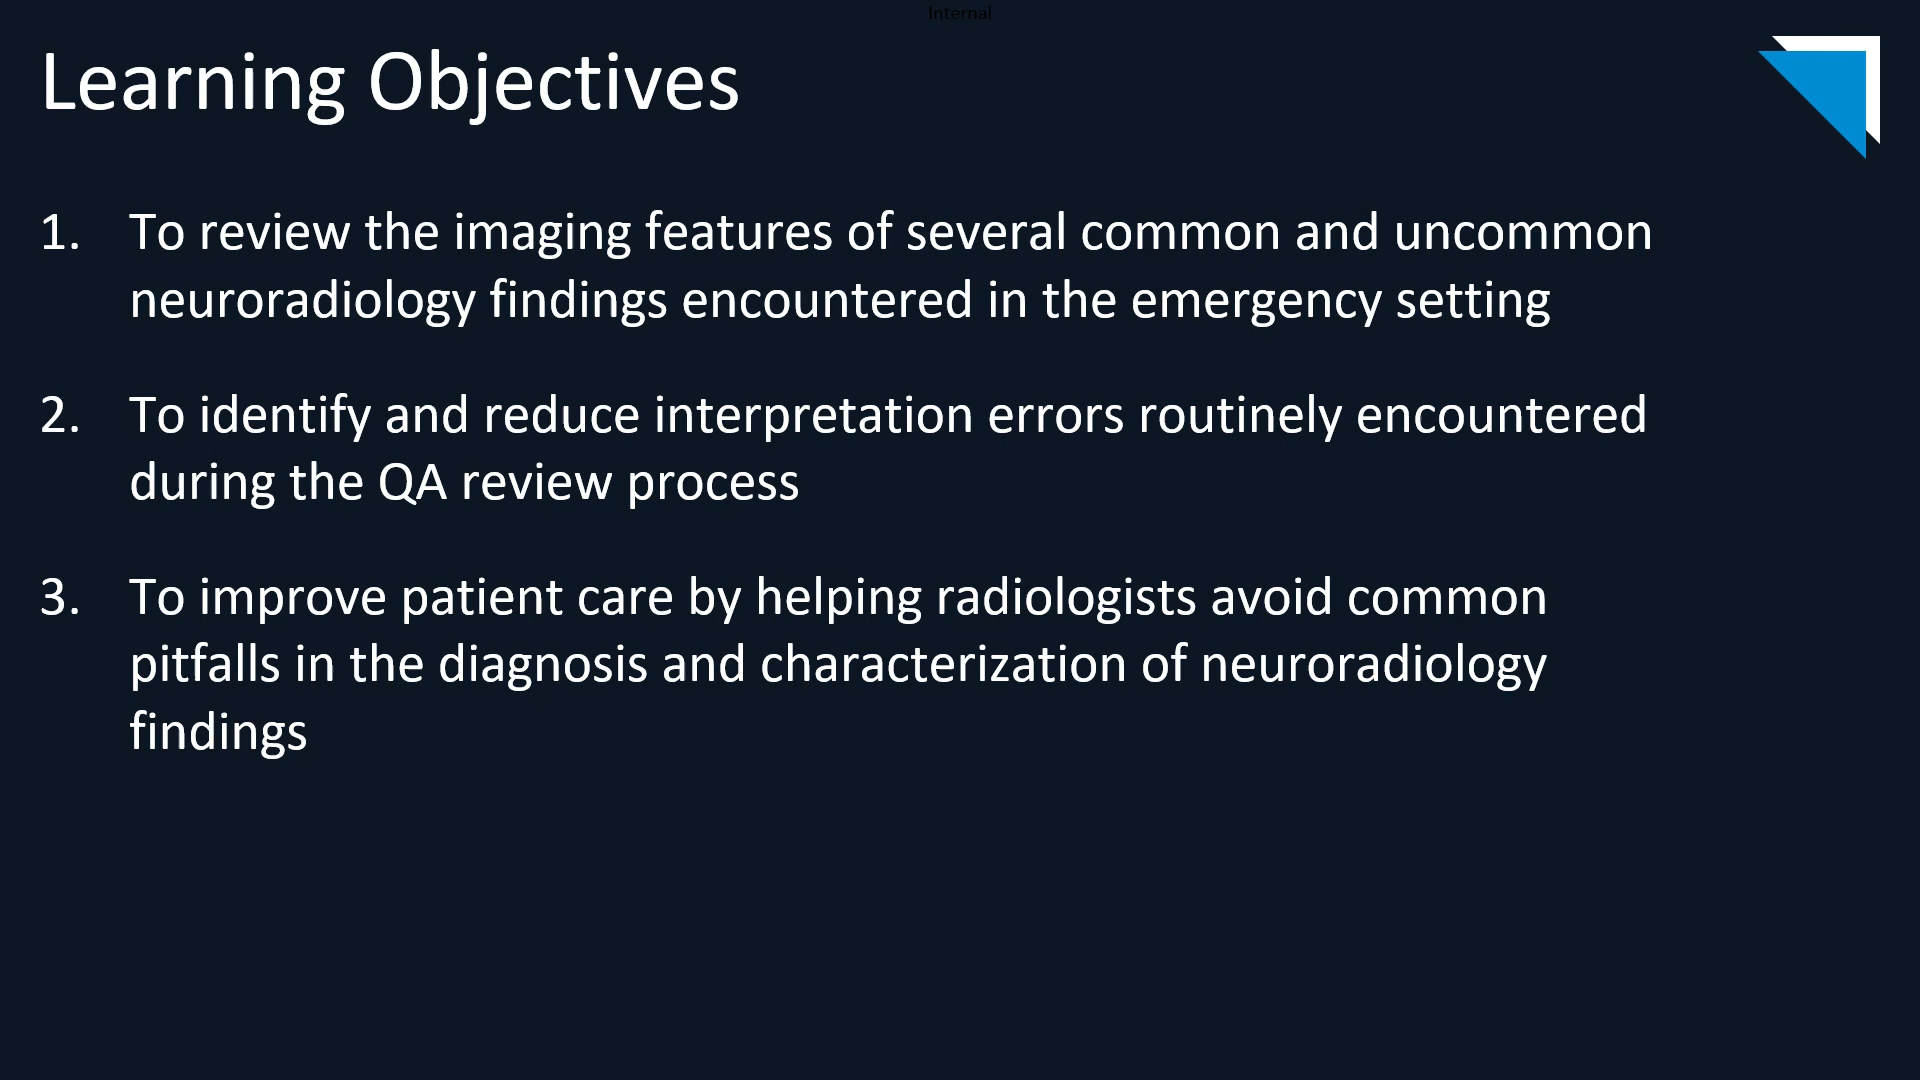 Internal
Learning Objectives
1. To review the imaging features of several common and uncommon
neuroradiology findings encountered in the emergency setting
2. To identify and reduce interpretation errors routinely encountered
during the QA review process
3. To improve patient care by helping radiologists avoid common
pitfalls in the diagnosis and characterization of neuroradiology
findings